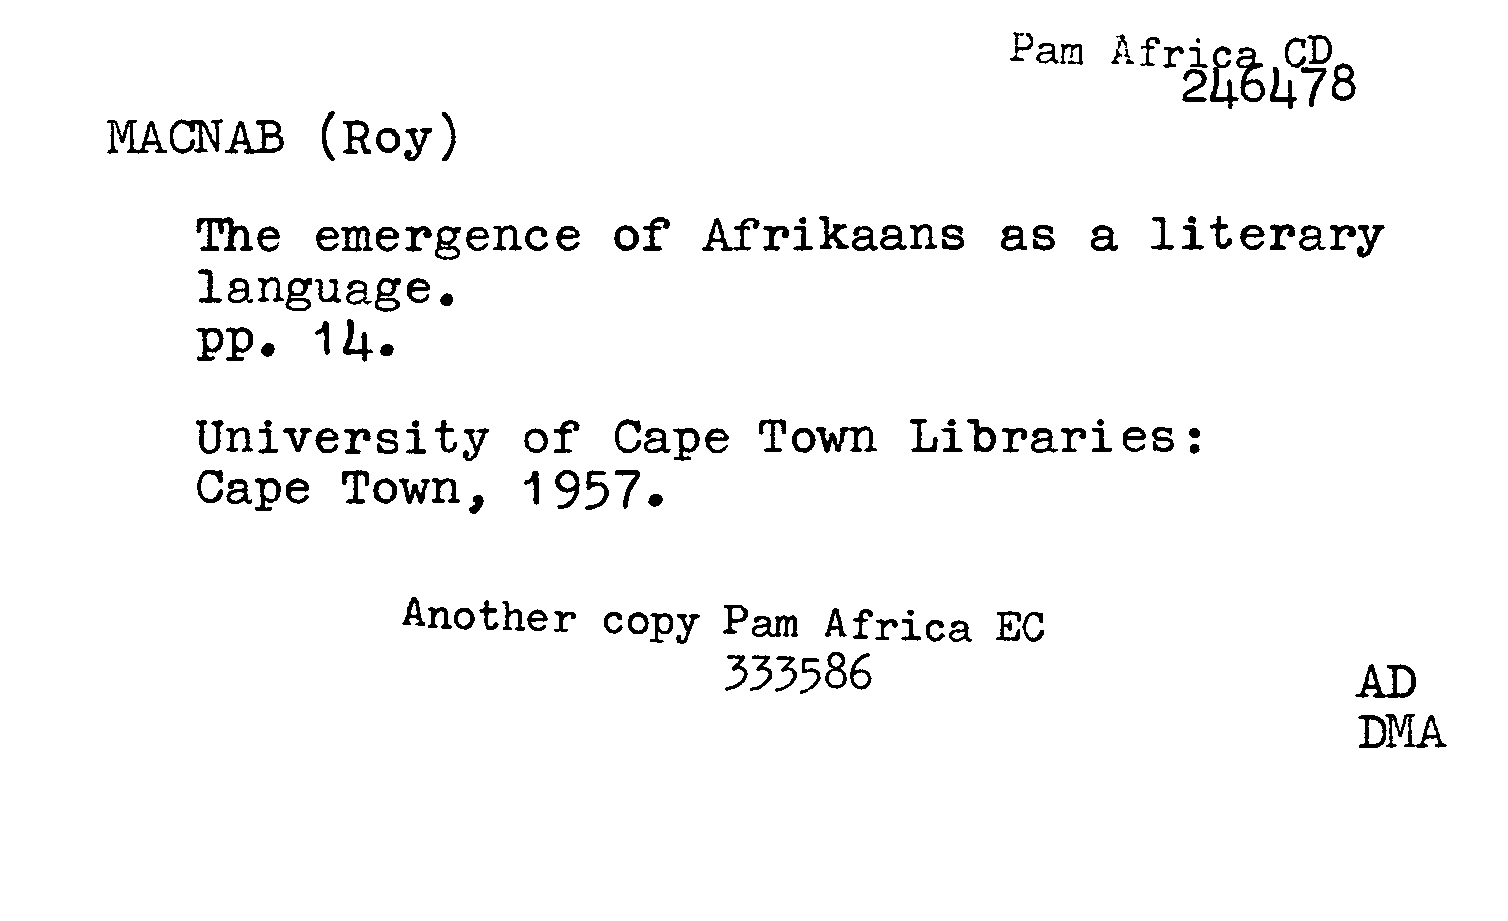 Pam Africa CD
246478
MACNAB (Roy)
The emergence of Afrikaans as a literary
language.
pp. 14.
University of Cape Town Libraries:
Cape Town, 1957.
Another copy Pam Africa EC
333586
AD
DMA